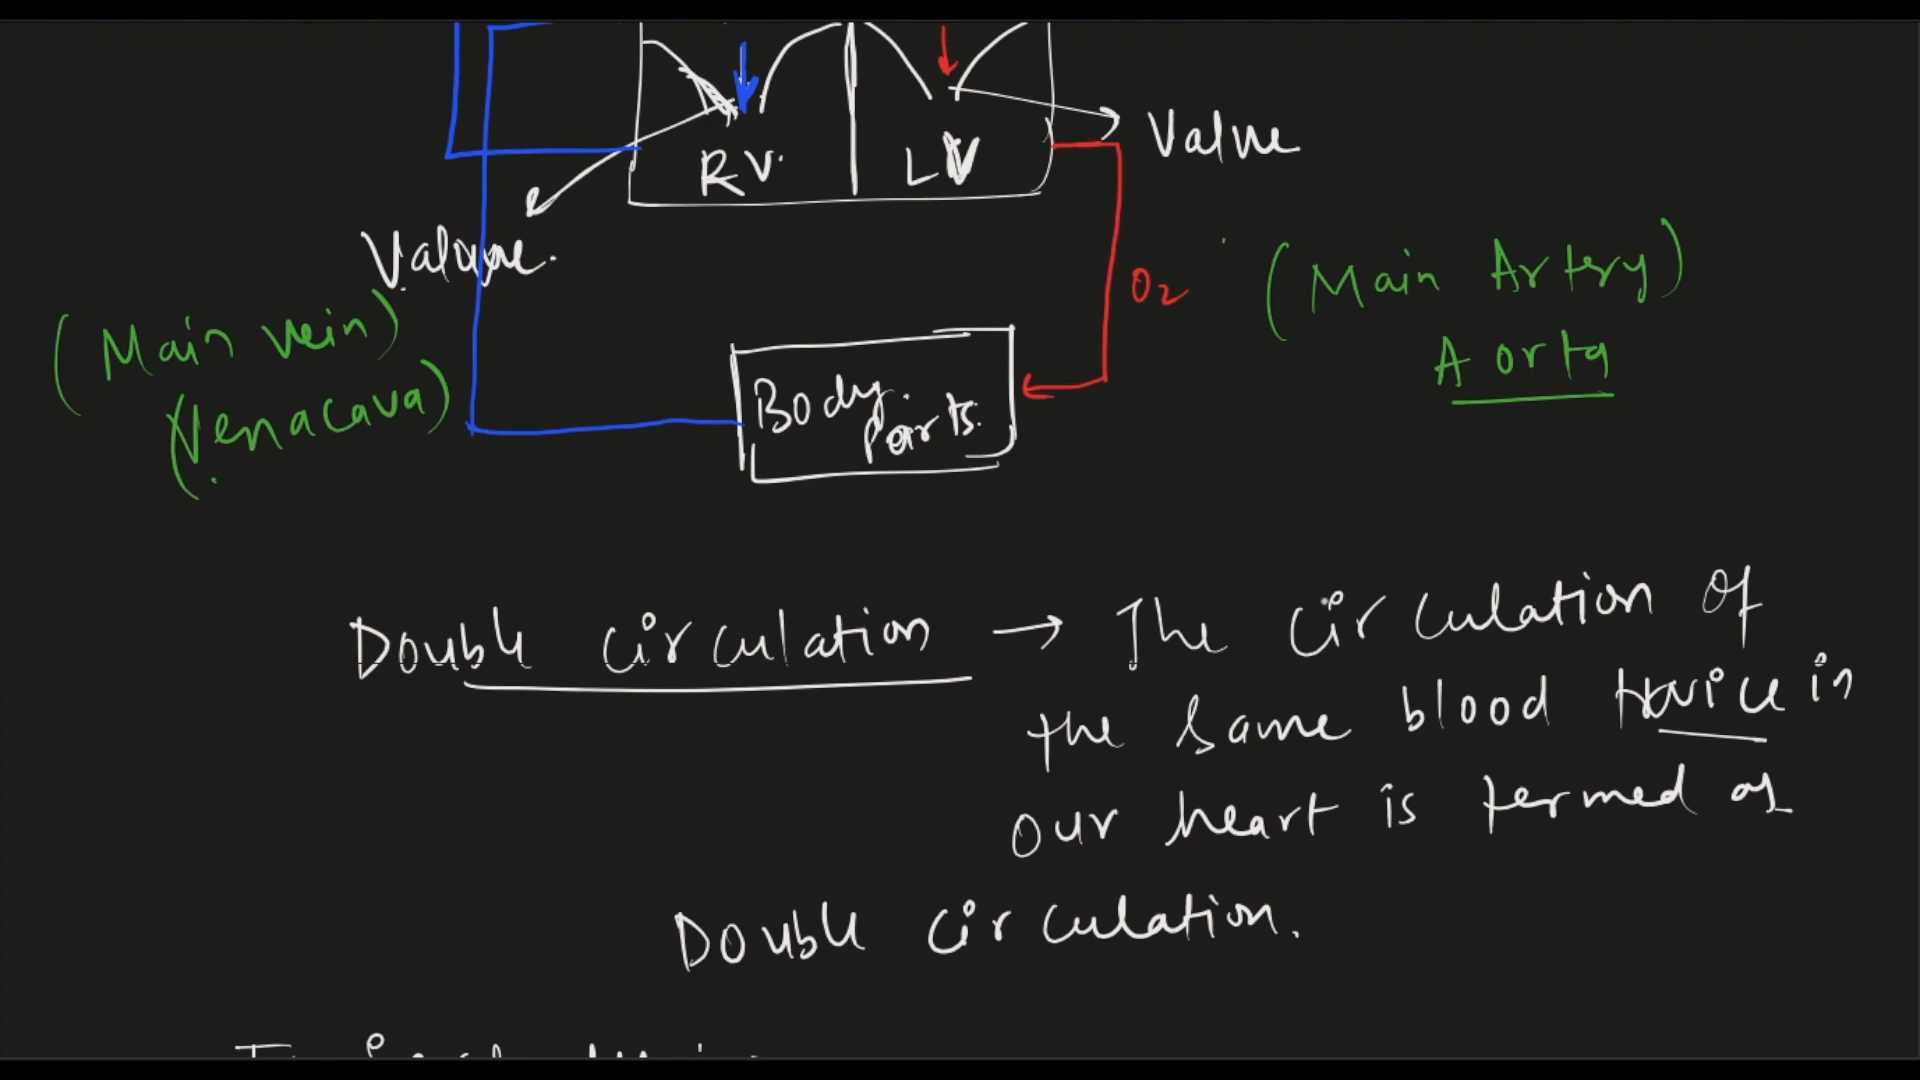 Valve
RV.
LV
Valve.
O2
(Main Artery)
Aorta
(Main vein)
(Venacava)
Body
Parts.
Double circulation → The circulation of
the same blood twice in
our heart is termed as
Double circulation.